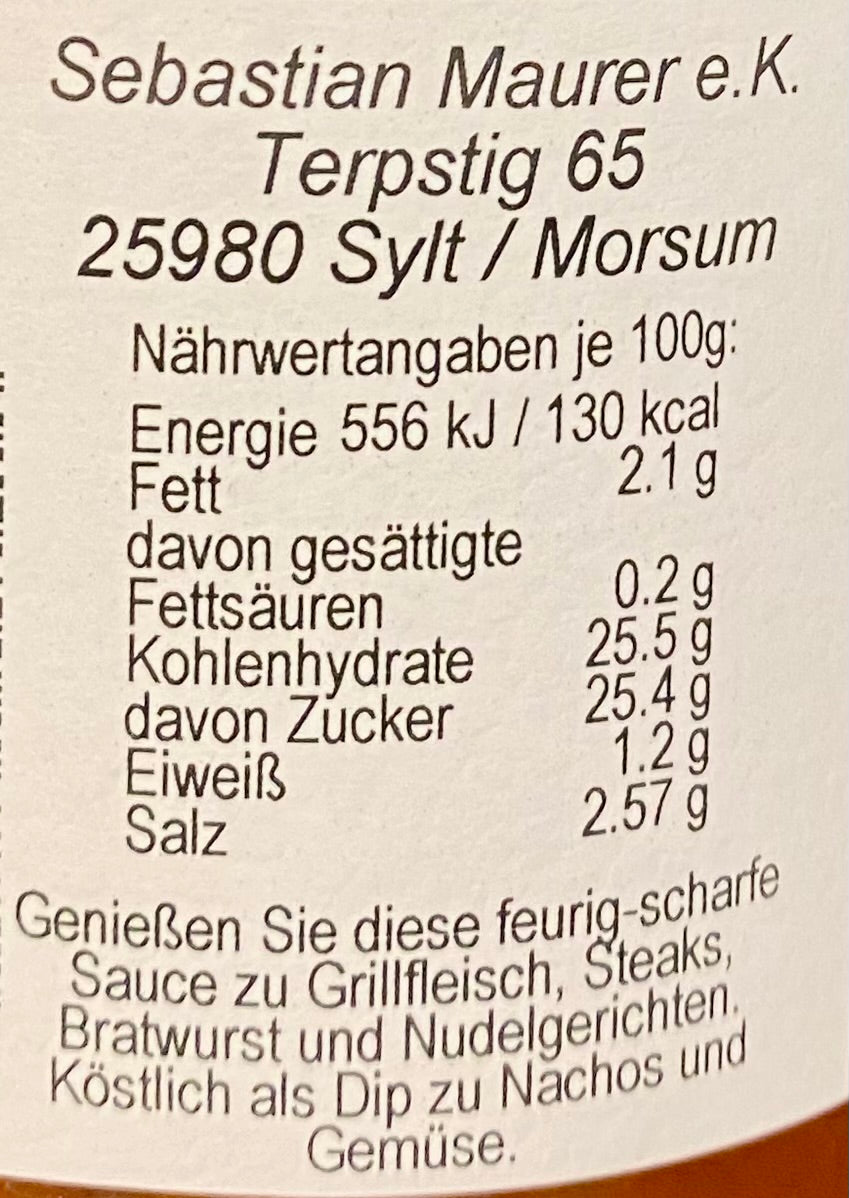 Sebastian Maurer e.K.
Terpstig 65
25980 Sylt / Morsum
Nährwertangaben je 100g:
Energie 556 kJ / 130 kcal
Fett 2.1 g
davon gesättigte
Fettsäuren 0.2 g
Kohlenhydrate 25.5 g
davon Zucker 25.4 g
Eiweiß 1.2 g
Salz 2.57 g
Genießen Sie diese feurig-scharfe
Sauce zu Grillfleisch, Steaks,
Bratwurst und Nudelgerichten.
Köstlich als Dip zu Nachos und
Gemüse.